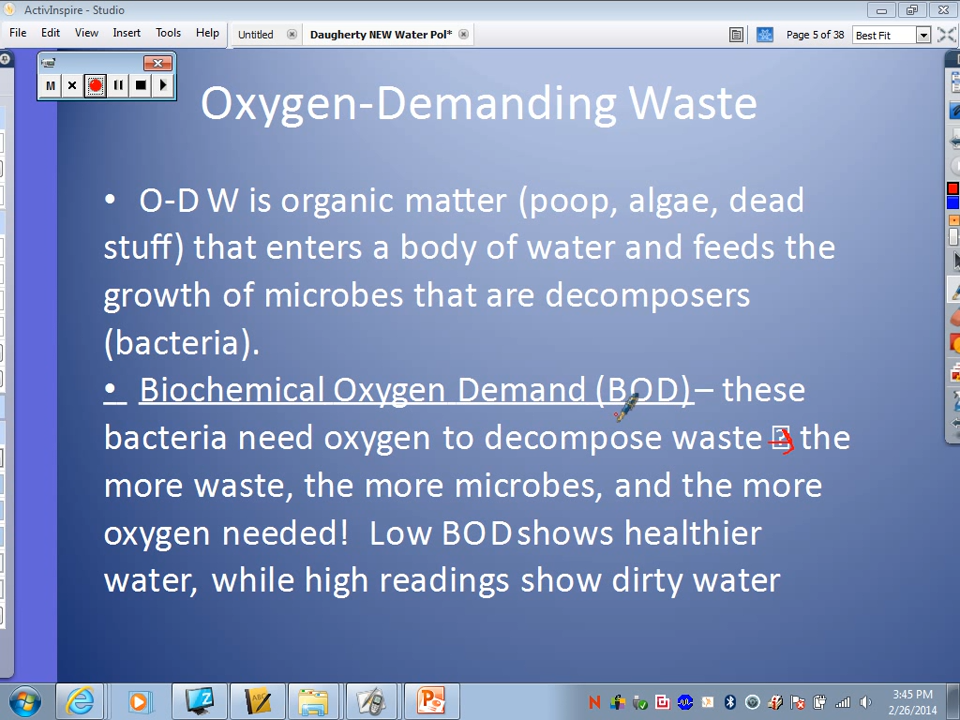 ActivInspire - Studio
File Edit View Insert Tools Help Untitled Daugherty NEW Water Pol* Page 5 of 38 Best Fit
M
Oxygen-Demanding Waste
• O-D W is organic matter (poop, algae, dead
stuff) that enters a body of water and feeds the
growth of microbes that are decomposers
(bacteria).
• Biochemical Oxygen Demand (BOD) – these
bacteria need oxygen to decompose waste → the
more waste, the more microbes, and the more
oxygen needed! Low BOD shows healthier
water, while high readings show dirty water
3:45 PM
2/26/2014